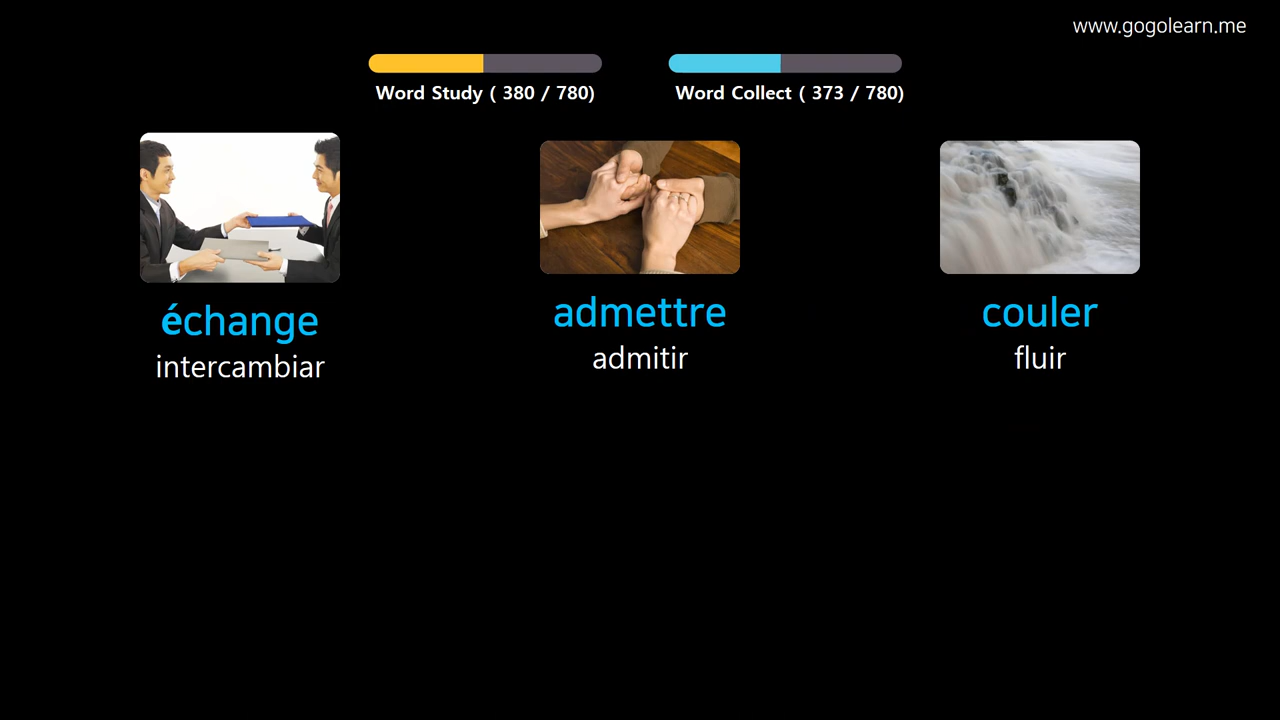 www.gogolearn.me
Word Study ( 380 / 780)
Word Collect ( 373 / 780)
échange
intercambiar
admettre
admitir
couler
fluir